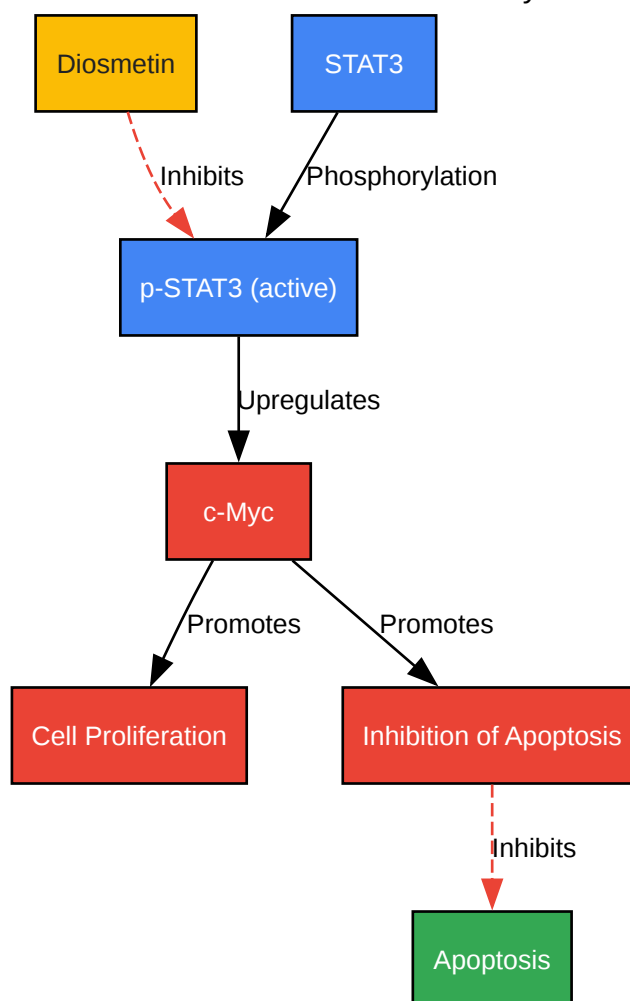 Diosmetin
STAT3
Inhibits
Phosphorylation
p-STAT3 (active)
Upregulates
c-Myc
Promotes
Promotes
Cell Proliferation
Inhibition of Apoptosis
Inhibits
Apoptosis